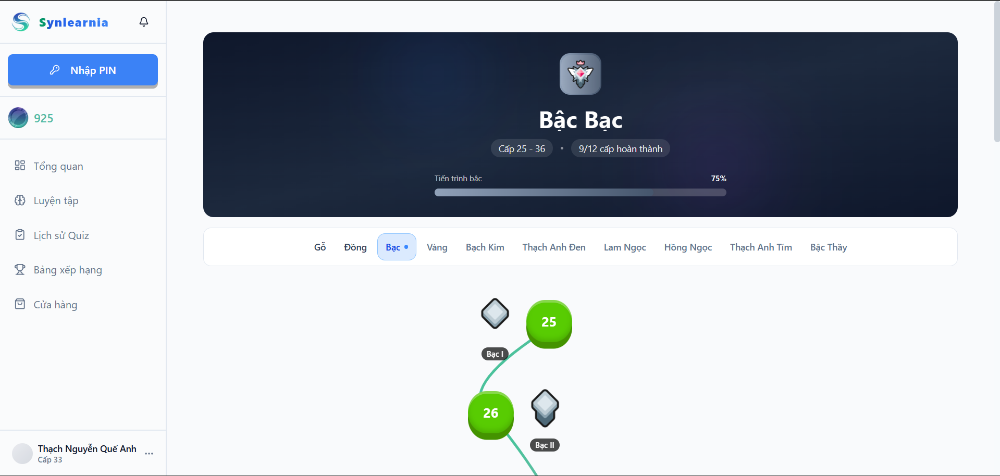 Synlearnia
Nhập PIN
925
Tổng quan
Luyện tập
Lịch sử Quiz
Bảng xếp hạng
Cửa hàng
Thạch Nguyễn Quế Anh
Cấp 33
Bậc Bạc
Cấp 25 - 36 • 9/12 cấp hoàn thành
Tiến trình bậc 75%
Gỗ Đồng Bạc Vàng Bạch Kim Thạch Anh Đen Lam Ngọc Hồng Ngọc Thạch Anh Tím Bậc Thầy
25
Bạc I
26
Bạc II